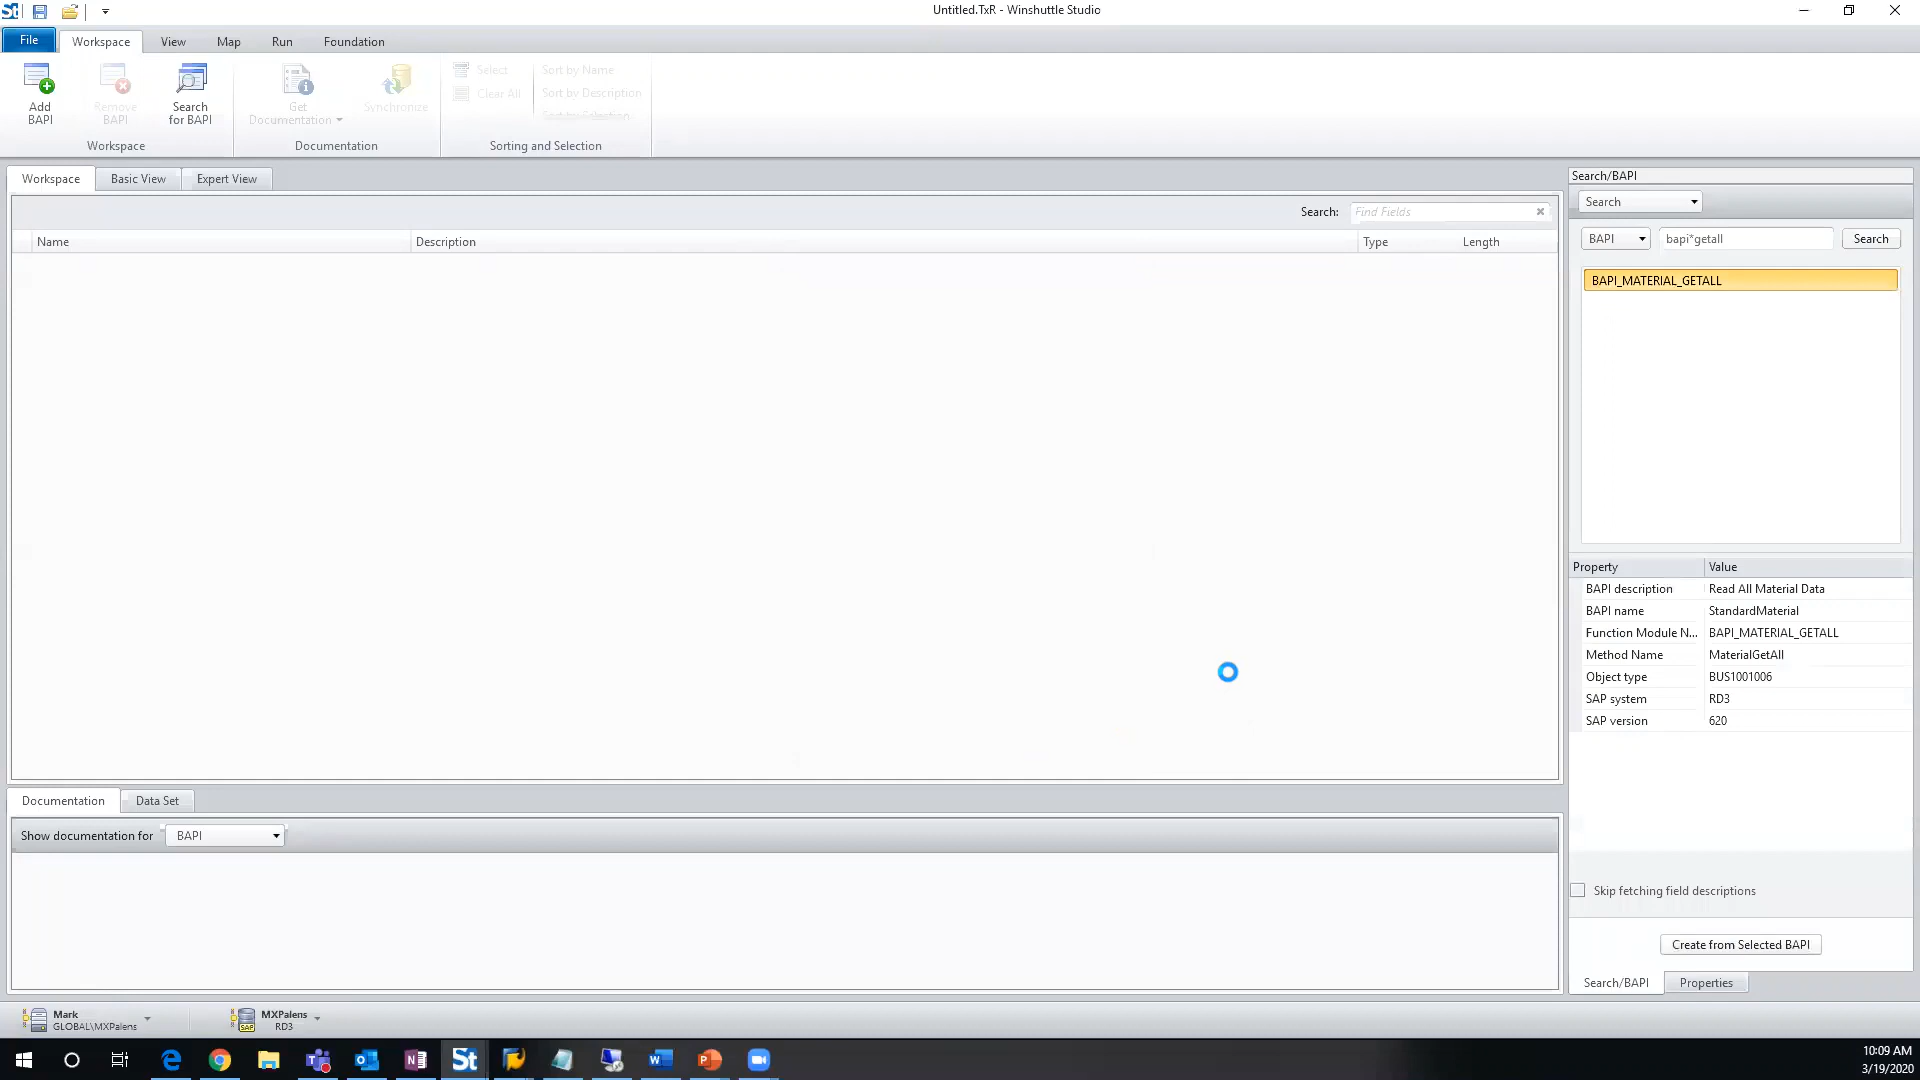 Untitled.TxR - Winshuttle Studio
File Workspace View Map Run Foundation
Add BAPI
Remove BAPI
Search for BAPI
Get Documentation
Synchronize
Select
Clear All
Sort by Name
Sort by Description
Sort by Selection
Workspace Documentation Sorting and Selection
Workspace Basic View Expert View
Search: Find Fields
Name Description Type Length
Search/BAPI
Search
BAPI bapi*getall Search
BAPI_MATERIAL_GETALL
Property Value
BAPI description Read All Material Data
BAPI name StandardMaterial
Function Module N... BAPI_MATERIAL_GETALL
Method Name MaterialGetAll
Object type BUS1001006
SAP system RD3
SAP version 620
Skip fetching field descriptions
Create from Selected BAPI
Search/BAPI Properties
Documentation Data Set
Show documentation for BAPI
Mark
GLOBAL\MXPalens
SAP
MXPalens
RD3
10:09 AM
3/19/2020